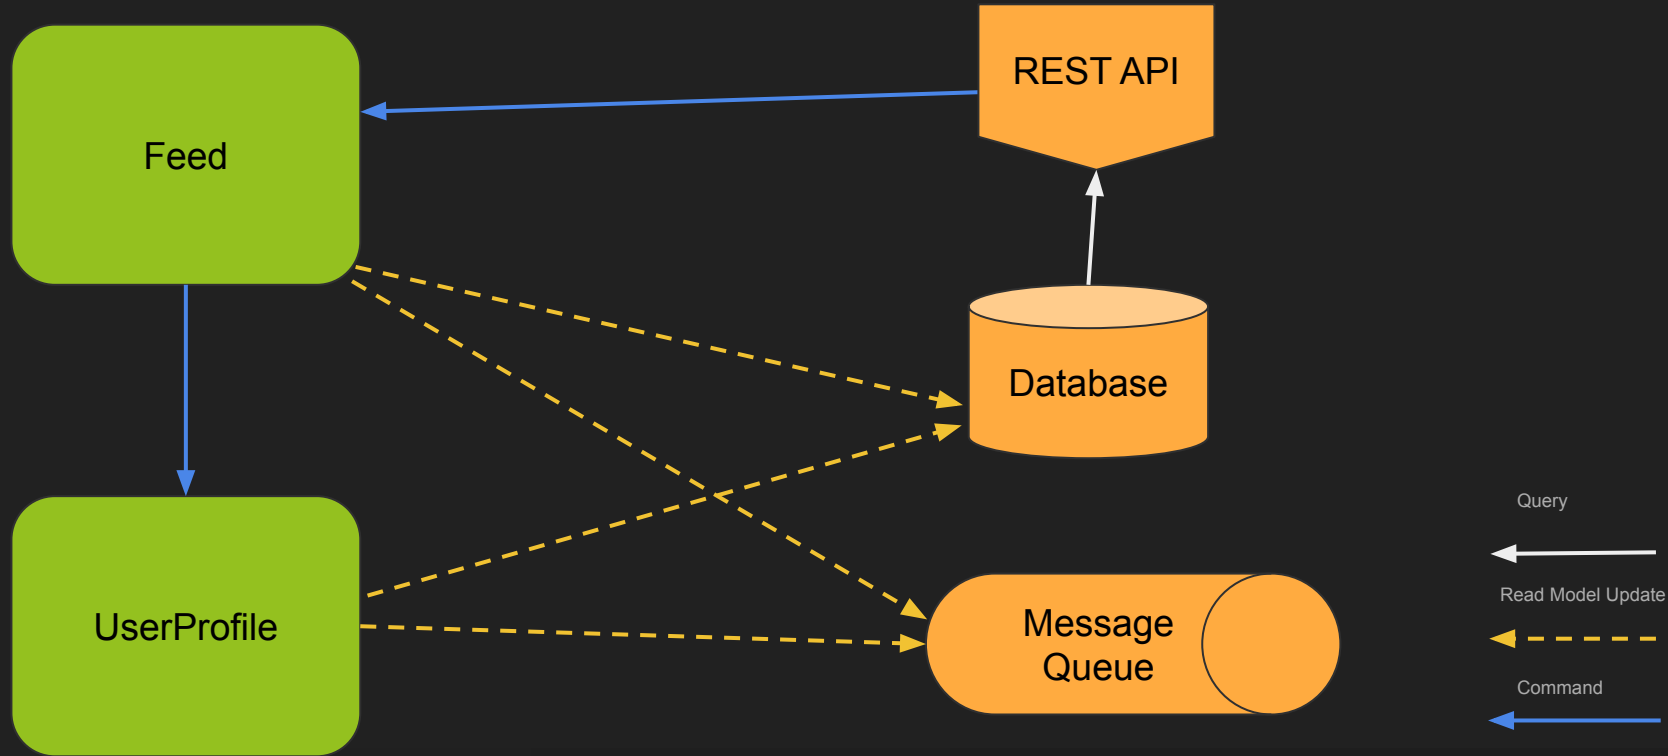 REST API
Feed
Database
Query
Read Model Update
UserProfile
Message
Queue
Command